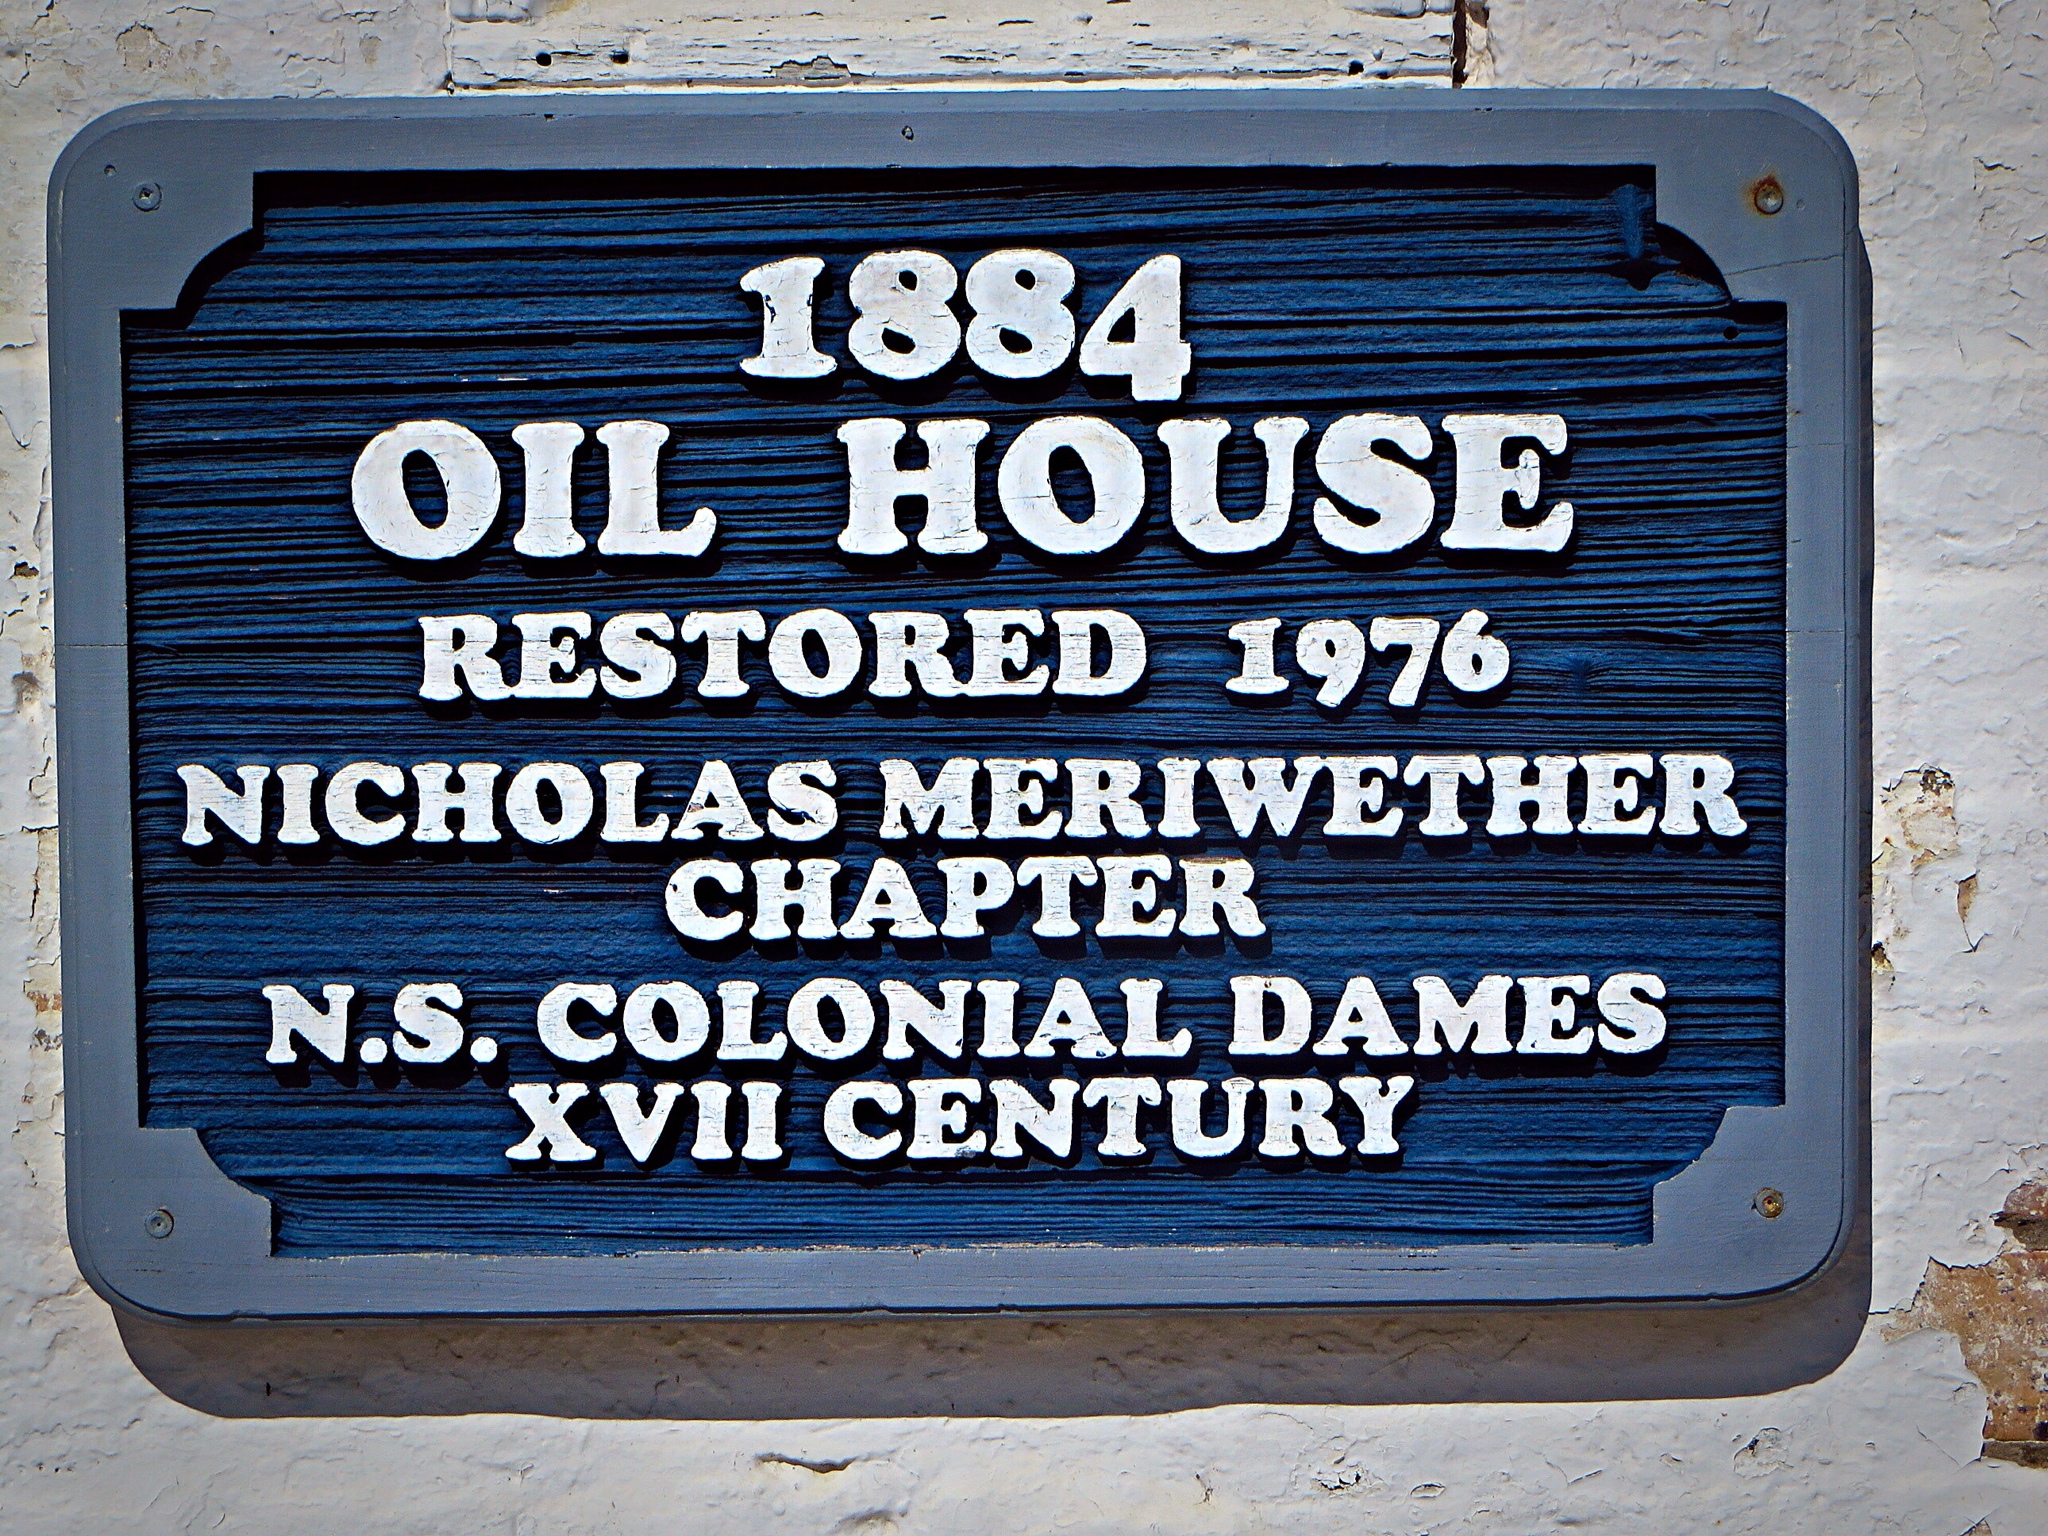 1884
OIL HOUSE
RESTORED 1976
NICHOLAS MERIWETHER
CHAPTER
N.S. COLONIAL DAMES
XVII CENTURY